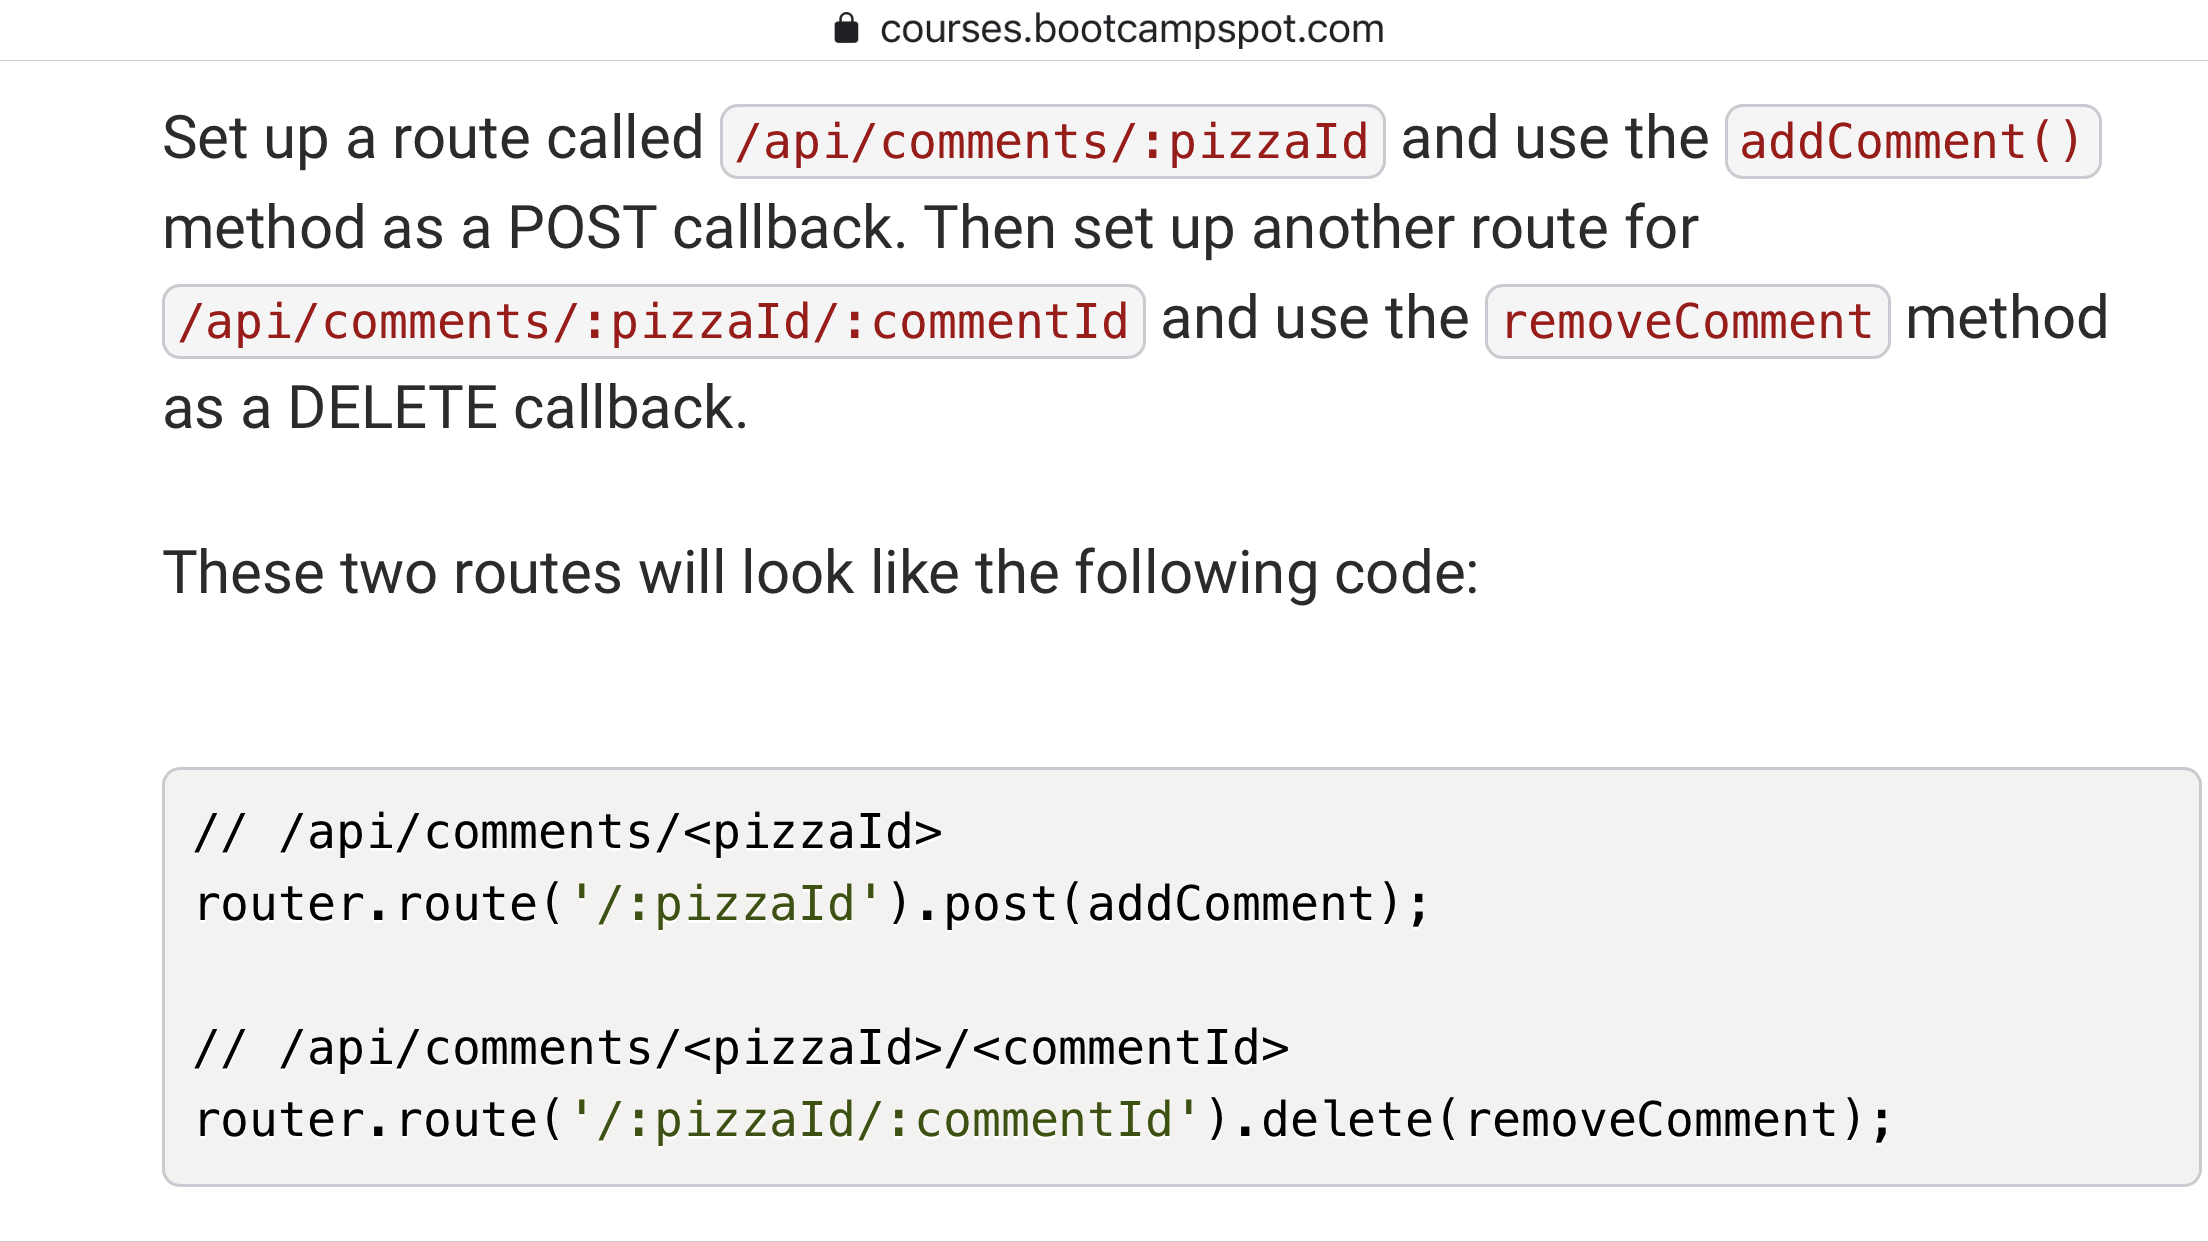 courses.bootcampspot.com
Set up a route called /api/comments/:pizzaId and use the addComment()
method as a POST callback. Then set up another route for
/api/comments/:pizzaId/:commentId and use the removeComment method
as a DELETE callback.
These two routes will look like the following code:
// /api/comments/<pizzaId>
router.route('/:pizzaId').post(addComment);
// /api/comments/<pizzaId>/<commentId>
router.route('/:pizzaId/:commentId').delete(removeComment);